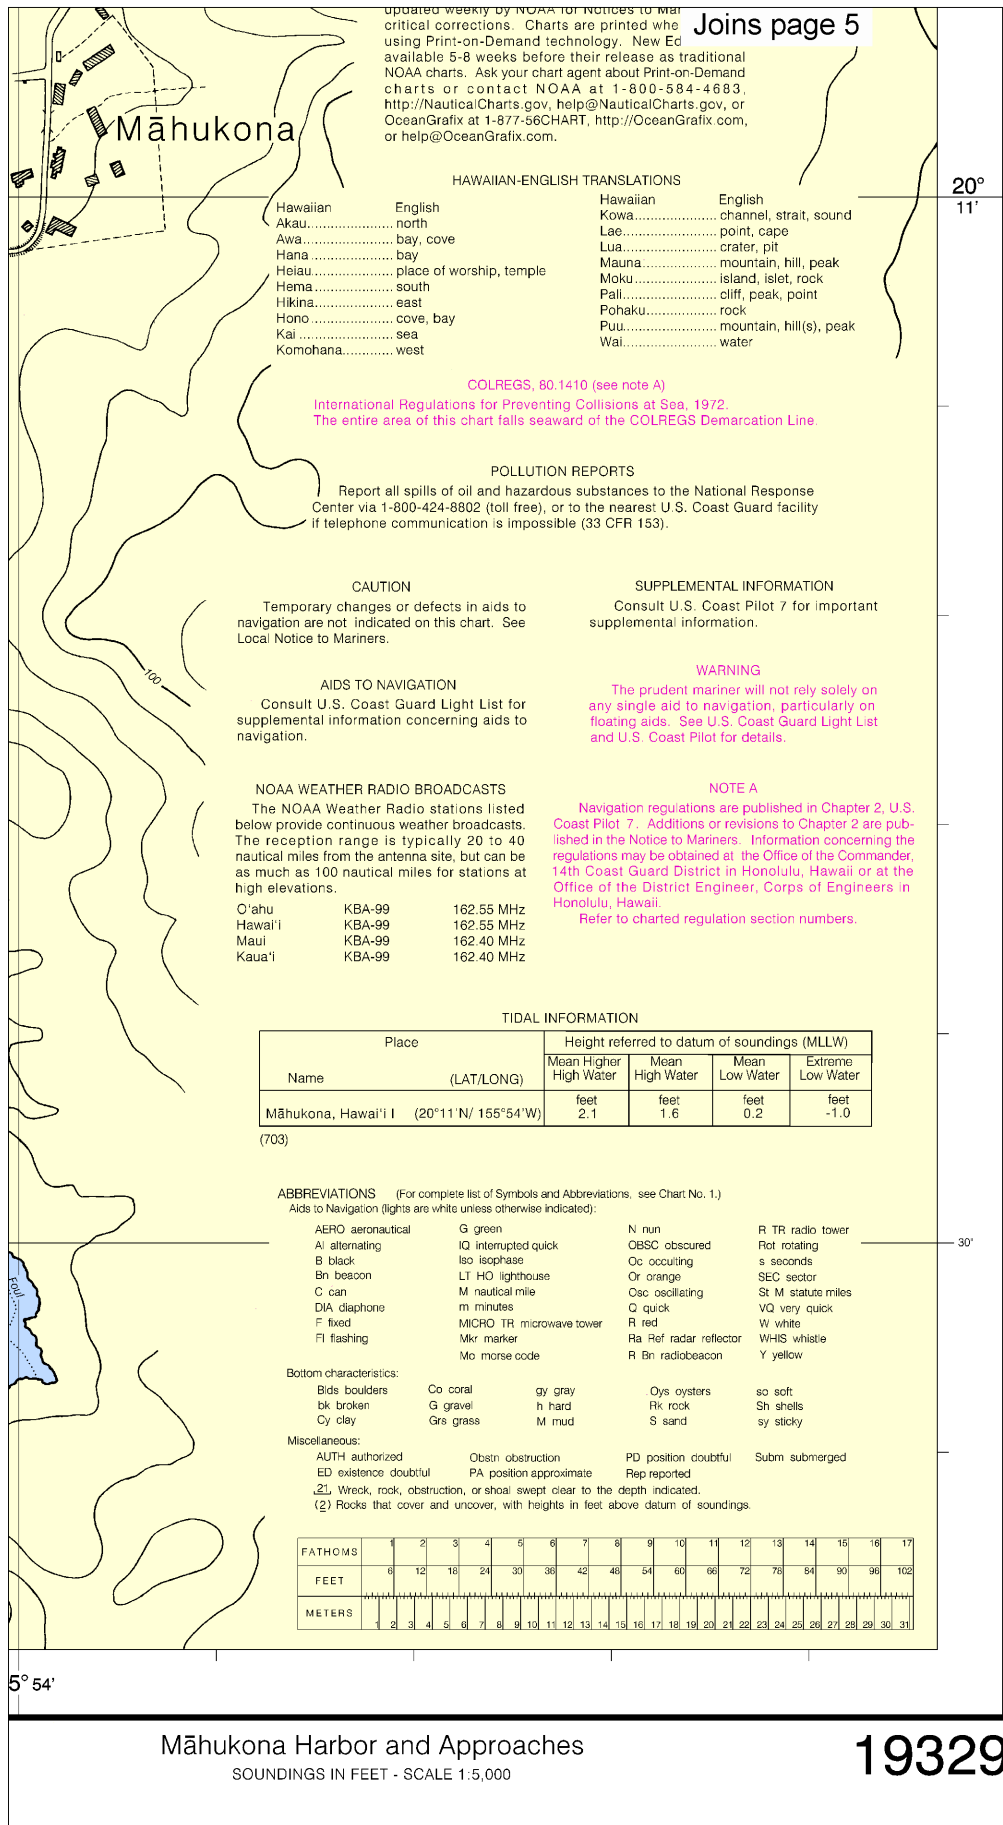 updated weekly by NOAA for Notices to Mar
critical corrections. Charts are printed whe
using Print-on-Demand technology. New Ed
Joins page 5
available 5-8 weeks before their release as traditional
NOAA charts. Ask your chart agent about Print-on-Demand
charts or contact NOAA at 1-800-584-4683,
http://NauticalCharts.gov, help@NauticalCharts.gov, or
OceanGrafix at 1-877-56CHART, http://OceanGrafix.com,
or help@OceanGrafix.com.
Māhukona
20°
11'
HAWAIIAN-ENGLISH TRANSLATIONS
Hawaiian English
Akau..................... north
Awa..................... bay, cove
Hana .................... bay
Heiau.................... place of worship, temple
Hema .................... south
Hikina................... east
Hono .................... cove, bay
Kai ....................... sea
Komohana............. west
Hawaiian English
Kowa..................... channel, strait, sound
Lae........................ point, cape
Lua........................ crater, pit
Mauna................... mountain, hill, peak
Moku ..................... island, islet, rock
Pali........................ cliff, peak, point
Pohaku .................. rock
Puu........................ mountain, hill(s), peak
Wai........................ water
COLREGS, 80.1410 (see note A)
International Regulations for Preventing Collisions at Sea, 1972.
The entire area of this chart falls seaward of the COLREGS Demarcation Line.
POLLUTION REPORTS
Report all spills of oil and hazardous substances to the National Response
Center via 1-800-424-8802 (toll free), or to the nearest U.S. Coast Guard facility
if telephone communication is impossible (33 CFR 153).
CAUTION
Temporary changes or defects in aids to
navigation are not indicated on this chart. See
Local Notice to Mariners.
SUPPLEMENTAL INFORMATION
Consult U.S. Coast Pilot 7 for important
supplemental information.
100
AIDS TO NAVIGATION
Consult U.S. Coast Guard Light List for
supplemental information concerning aids to
navigation.
WARNING
The prudent mariner will not rely solely on
any single aid to navigation, particularly on
floating aids. See U.S. Coast Guard Light List
and U.S. Coast Pilot for details.
NOAA WEATHER RADIO BROADCASTS
The NOAA Weather Radio stations listed
below provide continuous weather broadcasts.
The reception range is typically 20 to 40
nautical miles from the antenna site, but can be
as much as 100 nautical miles for stations at
high elevations.
O'ahu KBA-99 162.55 MHz
Hawai'i KBA-99 162.55 MHz
Maui KBA-99 162.40 MHz
Kaua'i KBA-99 162.40 MHz
NOTE A
Navigation regulations are published in Chapter 2, U.S.
Coast Pilot 7. Additions or revisions to Chapter 2 are pub-
lished in the Notice to Mariners. Information concerning the
regulations may be obtained at the Office of the Commander,
14th Coast Guard District in Honolulu, Hawaii or at the
Office of the District Engineer, Corps of Engineers in
Honolulu, Hawaii.
Refer to charted regulation section numbers.
TIDAL INFORMATION
Place Height referred to datum of soundings (MLLW)
Name (LAT/LONG) Mean Higher High Water Mean High Water Mean Low Water Extreme Low Water
feet feet feet feet
Māhukona, Hawai'i I (20°11'N/ 155°54'W) 2.1 1.6 0.2 -1.0
(703)
ABBREVIATIONS (For complete list of Symbols and Abbreviations, see Chart No. 1.)
Aids to Navigation (lights are white unless otherwise indicated):
AERO aeronautical G green N nun R TR radio tower
Al alternating IQ interrupted quick OBSC obscured Rot rotating
B black Iso isophase Oc occulting s seconds
Bn beacon LT HO lighthouse Or orange SEC sector
C can M nautical mile Osc oscillating St M statute miles
DIA diaphone m minutes Q quick VQ very quick
F fixed MICRO TR microwave tower R red W white
Fl flashing Mkr marker Ra Ref radar reflector WHIS whistle
Mo morse code R Bn radiobeacon Y yellow
30'
Foul
Bottom characteristics:
Blds boulders Co coral gy gray Oys oysters so soft
bk broken G gravel h hard Rk rock Sh shells
Cy clay Grs grass M mud S sand sy sticky
Miscellaneous:
AUTH authorized Obstn obstruction PD position doubtful Subm submerged
ED existence doubtful PA position approximate Rep reported
21, Wreck, rock, obstruction, or shoal swept clear to the depth indicated.
(2) Rocks that cover and uncover, with heights in feet above datum of soundings.
FATHOMS 1 2 3 4 5 6 7 8 9 10 11 12 13 14 15 16 17
FEET 6 12 18 24 30 36 42 48 54 60 66 72 78 84 90 96 102
METERS 1 2 3 4 5 6 7 8 9 10 11 12 13 14 15 16 17 18 19 20 21 22 23 24 25 26 27 28 29 30 31
5° 54'
Māhukona Harbor and Approaches
SOUNDINGS IN FEET - SCALE 1:5,000
19329